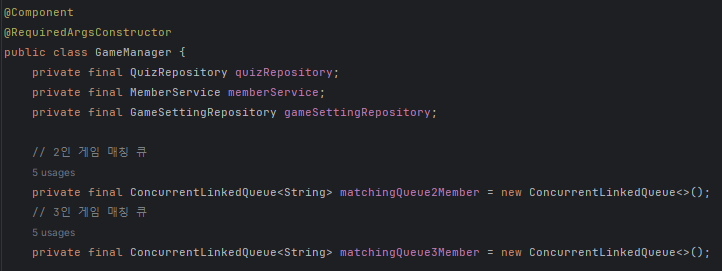 @Component
@RequiredArgsConstructor
public class GameManager {
private final QuizRepository quizRepository;
private final MemberService memberService;
private final GameSettingRepository gameSettingRepository;
// 2인 게임 매칭 큐
5 usages
private final ConcurrentLinkedQueue<String> matchingQueue2Member = new ConcurrentLinkedQueue<>();
// 3인 게임 매칭 큐
5 usages
private final ConcurrentLinkedQueue<String> matchingQueue3Member = new ConcurrentLinkedQueue<>();